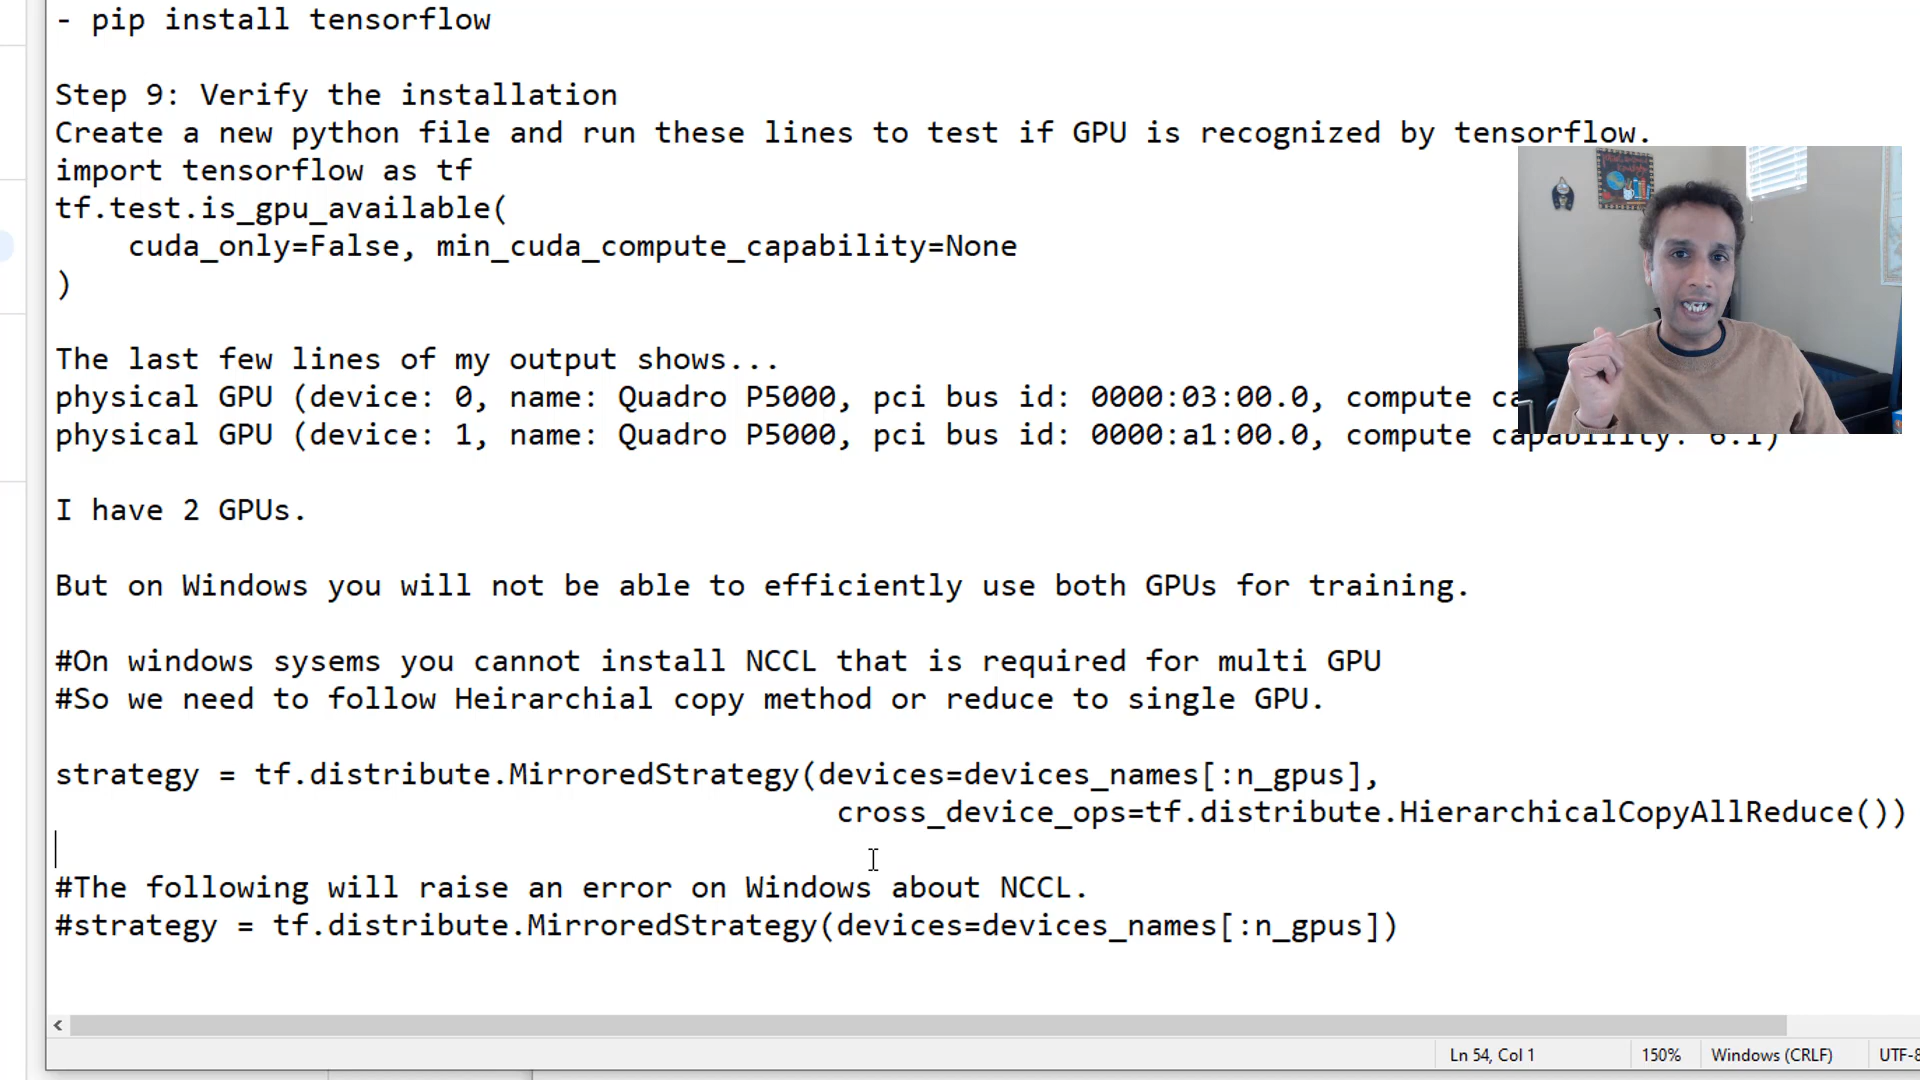 - pip install tensorflow
Step 9: Verify the installation
Create a new python file and run these lines to test if GPU is recognized by tensorflow.
import tensorflow as tf
tf.test.is_gpu_available(
cuda_only=False, min_cuda_compute_capability=None
)
The last few lines of my output shows...
physical GPU (device: 0, name: Quadro P5000, pci bus id: 0000:03:00.0, compute
physical GPU (device: 1, name: Quadro P5000, pci bus id: 0000:a1:00.0, compute capability: 6.1)
I have 2 GPUs.
But on Windows you will not be able to efficiently use both GPUs for training.
#On windows sysems you cannot install NCCL that is required for multi GPU
#So we need to follow Heirarchial copy method or reduce to single GPU.
strategy = tf.distribute.MirroredStrategy(devices=devices_names[:n_gpus],
cross_device_ops=tf.distribute.HierarchicalCopyAllReduce())
#The following will raise an error on Windows about NCCL.
#strategy = tf.distribute.MirroredStrategy(devices=devices_names[:n_gpus])
Ln 54, Col 1 150% Windows (CRLF) UTF-8